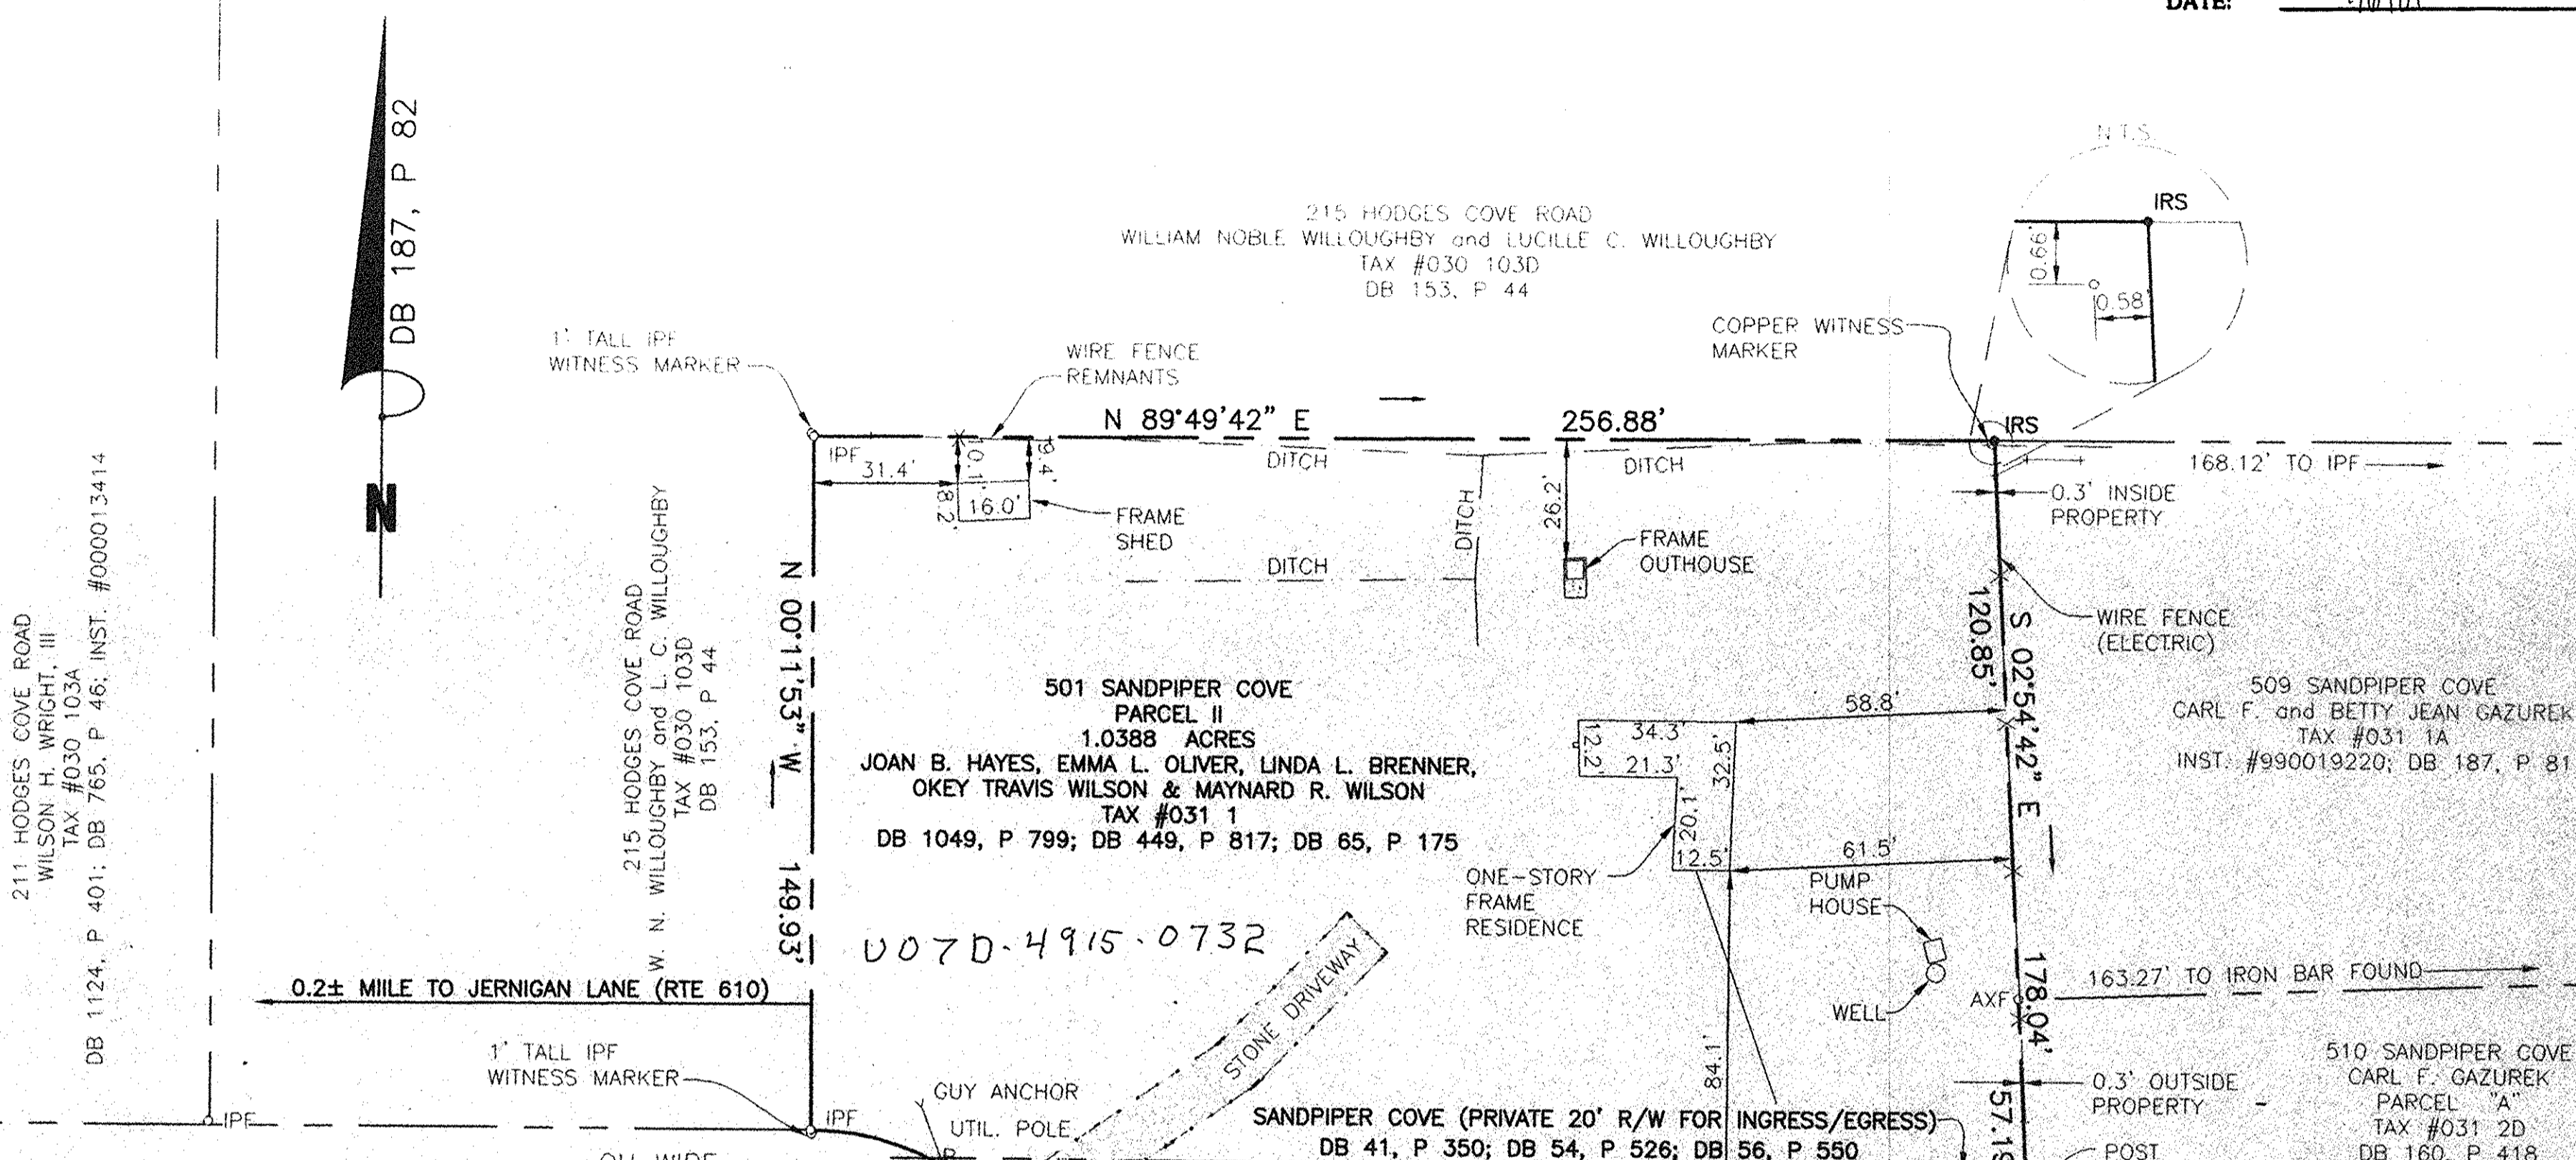 DATE:
DB 187, P 82
N
N.T.S.
IRS
0.66'
0.58'
215 HODGES COVE ROAD
WILLIAM NOBLE WILLOUGHBY and LUCILLE C. WILLOUGHBY
TAX #030 103D
DB 153, P 44
1' TALL IPF
WITNESS MARKER
WIRE FENCE
REMNANTS
COPPER WITNESS
MARKER
N 89°49'42" E
256.88'
IRS
IPF
31.4'
10.1'
9.4'
8.2'
16.0'
FRAME
SHED
DITCH
DITCH
DITCH
DITCH
26.2'
FRAME
OUTHOUSE
168.12' TO IPF
0.3' INSIDE
PROPERTY
WIRE FENCE
(ELECTRIC)
120.85'
S 02°54'42" E
178.04'
211 HODGES COVE ROAD
WILSON H. WRIGHT, III
TAX #030 103A
DB 1124, P 401; DB 765, P 46; INST. #000013414
215 HODGES COVE ROAD
W. N. WILLOUGHBY and L. C. WILLOUGHBY
TAX #030 103D
DB 153, P 44
N 00°11'53" W
149.93'
501 SANDPIPER COVE
PARCEL II
1.0388 ACRES
JOAN B. HAYES, EMMA L. OLIVER, LINDA L. BRENNER,
OKEY TRAVIS WILSON & MAYNARD R. WILSON
TAX #031 1
DB 1049, P 799; DB 449, P 817; DB 65, P 175
509 SANDPIPER COVE
CARL F. and BETTY JEAN GAZUREK
TAX #031 1A
INST. #990019220; DB 187, P 81
58.8'
34.3'
12.2'
21.3'
32.5'
20.1'
12.5'
61.5'
ONE-STORY
FRAME
RESIDENCE
PUMP
HOUSE
WELL
U07D-4915-0732
STONE DRIVEWAY
0.2± MIILE TO JERNIGAN LANE (RTE 610)
1' TALL IPF
WITNESS MARKER
IPF
IPF
GUY ANCHOR
UTIL. POLE
84.1'
AXF
163.27' TO IRON BAR FOUND
0.3' OUTSIDE
PROPERTY
57.19
POST
510 SANDPIPER COVE
CARL F. GAZUREK
PARCEL "A"
TAX #031 2D
DB 160, P 418
SANDPIPER COVE (PRIVATE 20' R/W FOR INGRESS/EGRESS)
DB 41, P 350; DB 54, P 526; DB 56, P 550